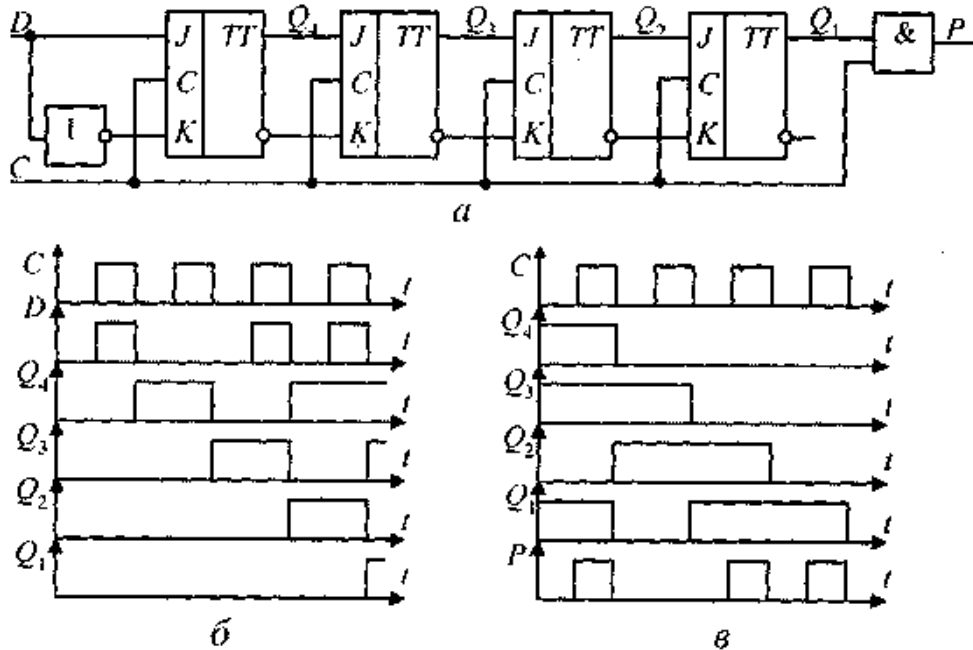 D J TT Q4 J TT Q3 J TT Q2 J TT Q1 & P
C C C C
1 K K K K
C
а
C t
D t
Q4 t
Q3 t
Q2 t
Q1 t
б
C t
Q4 t
Q3 t
Q2 t
Q1 t
P t
в